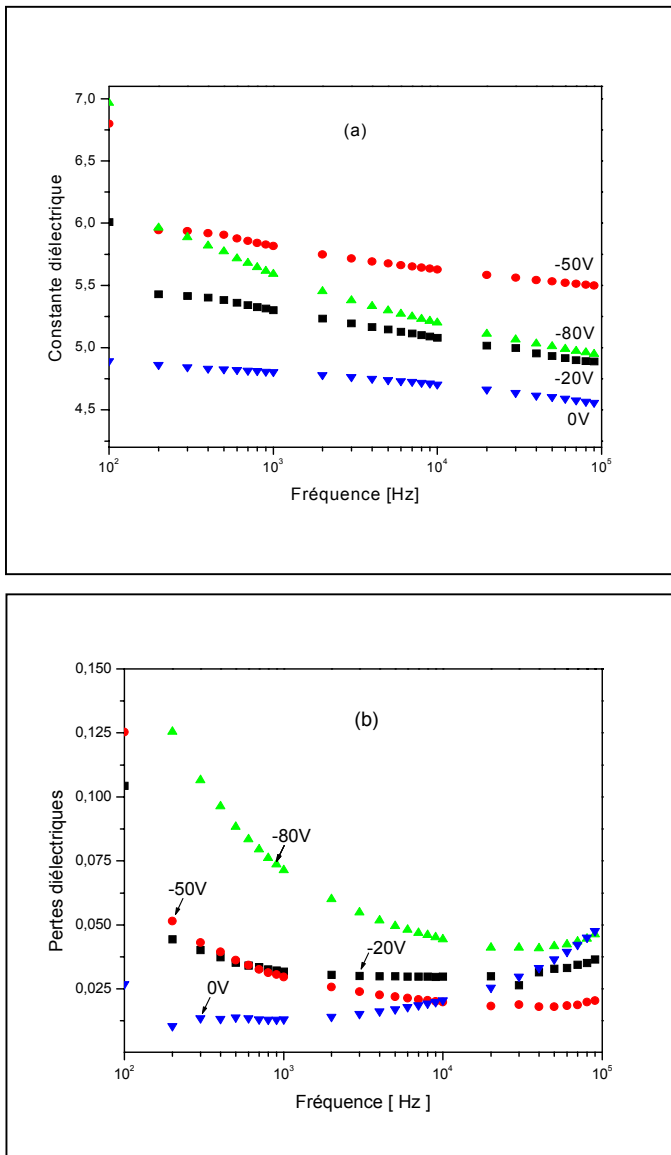 (a)
Constante diélectrique
7,0
6,5
6,0
5,5
5,0
4,5
-50V
-80V
-20V
0V
10² 10³ 10⁴ 10⁵
Fréquence [Hz]
(b)
Pertes diélectriques
0,150
0,125
0,100
0,075
0,050
0,025
-80V
-50V
-20V
0V
10² 10³ 10⁴ 10⁵
Fréquence [ Hz ]